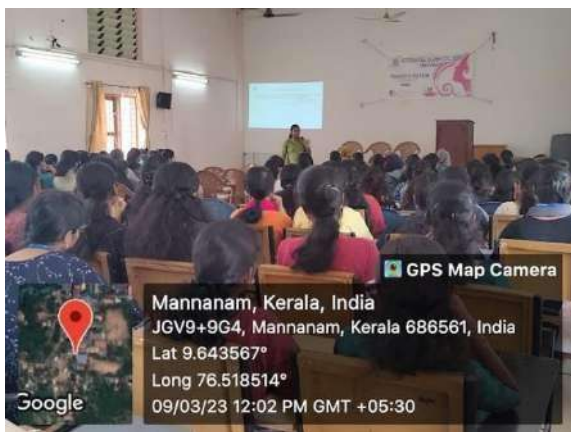 GPS Map Camera
Mannanam, Kerala, India
JGV9+9G4, Mannanam, Kerala 686561, India
Lat 9.643567°
Long 76.518514°
09/03/23 12:02 PM GMT +05:30
Google